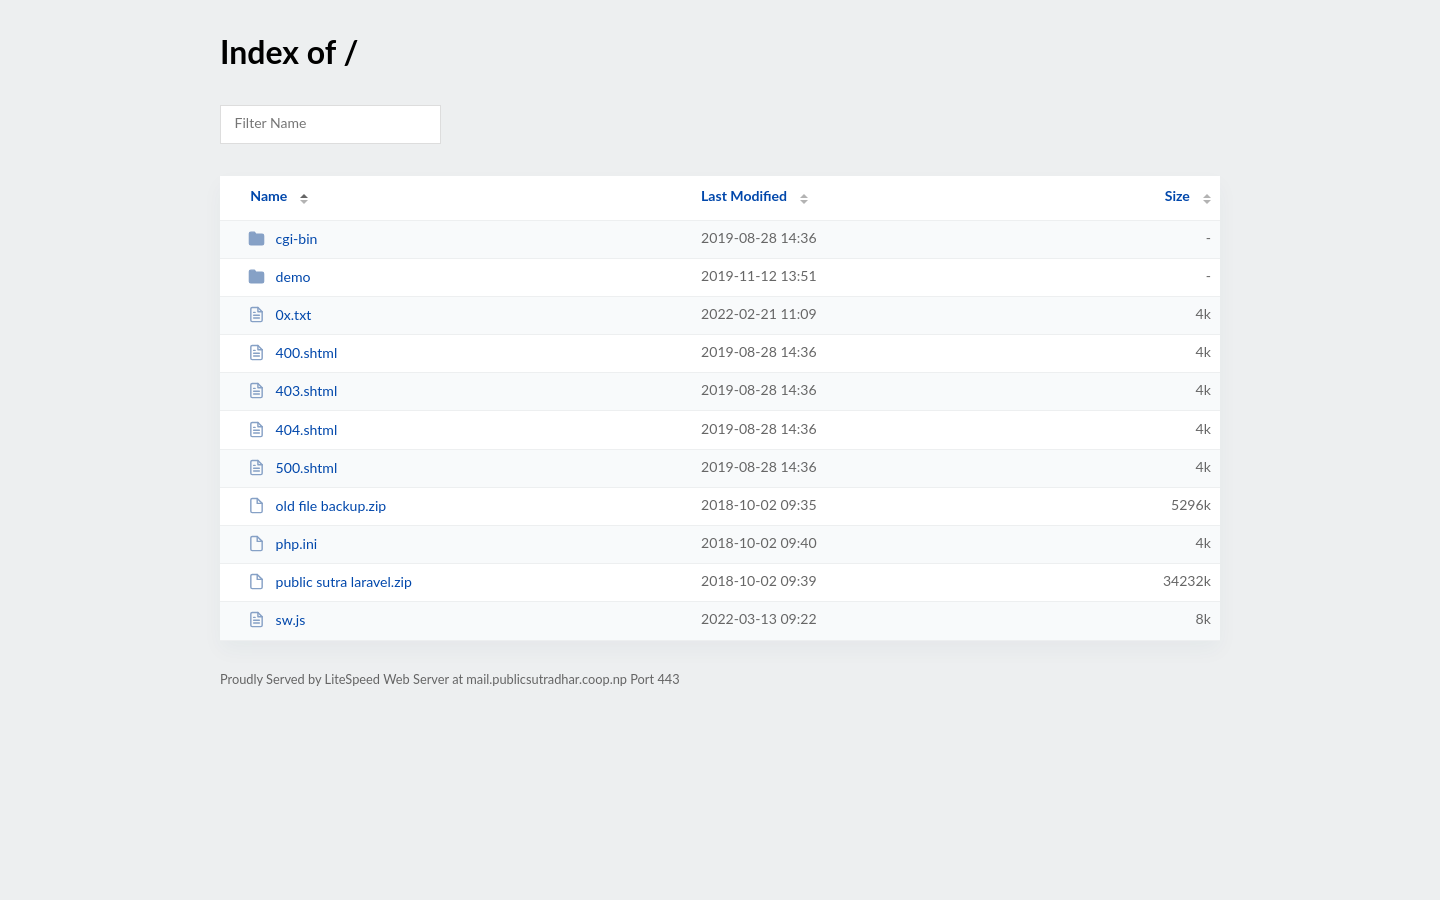 Index of /
Filter Name
Name Last Modified Size
cgi-bin 2019-08-28 14:36 -
demo 2019-11-12 13:51 -
0x.txt 2022-02-21 11:09 4k
400.shtml 2019-08-28 14:36 4k
403.shtml 2019-08-28 14:36 4k
404.shtml 2019-08-28 14:36 4k
500.shtml 2019-08-28 14:36 4k
old file backup.zip 2018-10-02 09:35 5296k
php.ini 2018-10-02 09:40 4k
public sutra laravel.zip 2018-10-02 09:39 34232k
sw.js 2022-03-13 09:22 8k
Proudly Served by LiteSpeed Web Server at mail.publicsutradhar.coop.np Port 443